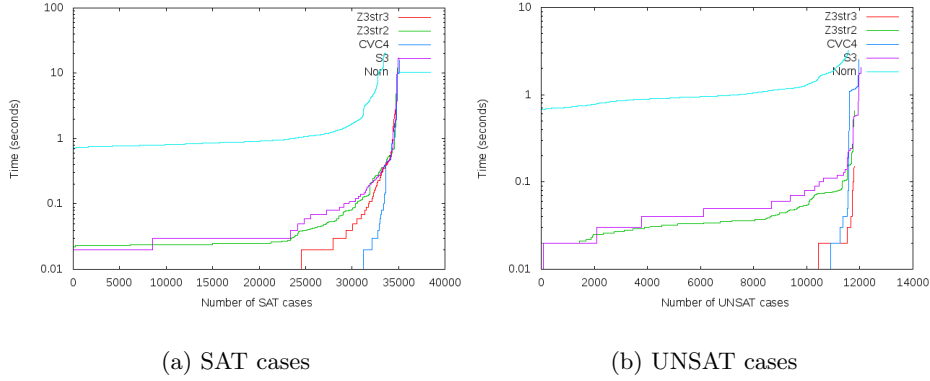 100
10
1
0.1
0.01
Time (seconds)
0 5000 10000 15000 20000 25000 30000 35000 40000
Number of SAT cases
Z3str3
Z3str2
CVC4
S3
Norn
(a) SAT cases
10
1
0.1
0.01
Time (seconds)
0 2000 4000 6000 8000 10000 12000 14000
Number of UNSAT cases
Z3str3
Z3str2
CVC4
S3
Norn
(b) UNSAT cases